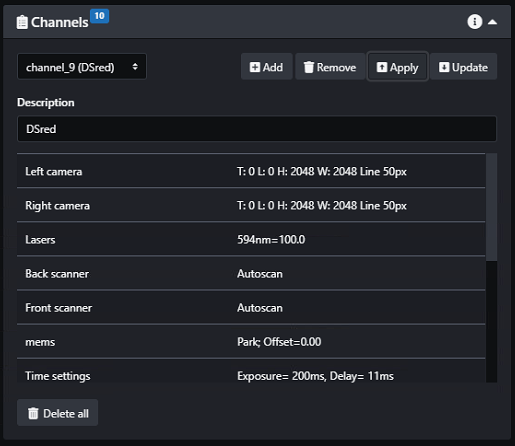 Channels 10
channel_9 (DSred) Add Remove Apply Update
Description
DSred
Left camera T: 0 L: 0 H: 2048 W: 2048 Line 50px
Right camera T: 0 L: 0 H: 2048 W: 2048 Line 50px
Lasers 594nm=100.0
Back scanner Autoscan
Front scanner Autoscan
mems Park; Offset=0.00
Time settings Exposure= 200ms, Delay= 11ms
Delete all